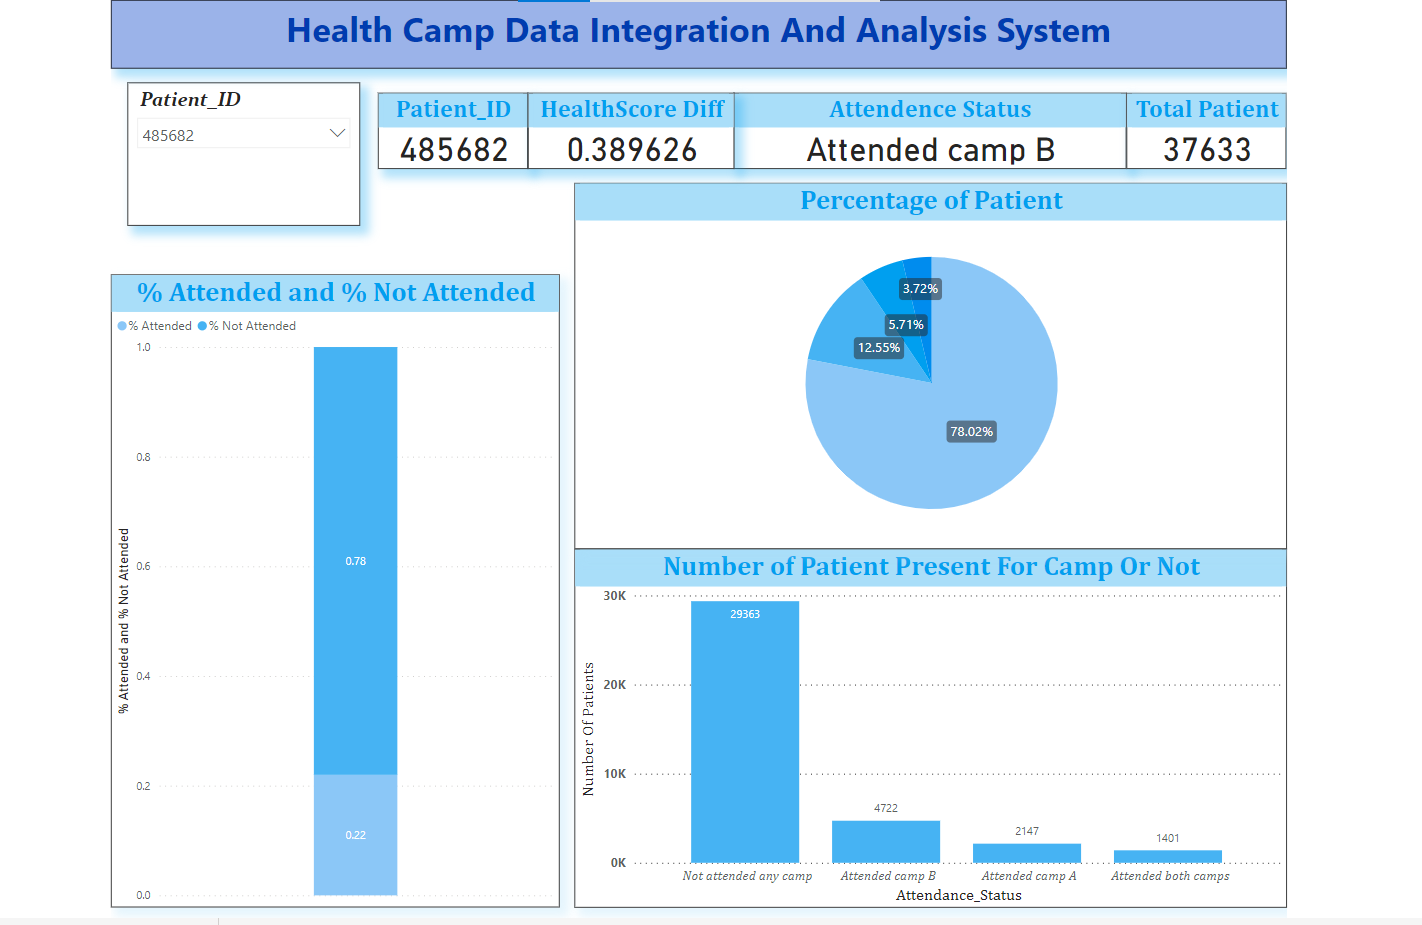 Health Camp Data Integration And Analysis System
Patient_ID
485682
Patient_ID
485682
HealthScore Diff
0.389626
Attendence Status
Attended camp B
Total Patient
37633
% Attended and % Not Attended
% Attended
% Not Attended
1.0
0.8
0.6
0.4
0.2
0.0
0.78
0.22
% Attended and % Not Attended
Percentage of Patient
3.72%
5.71%
12.55%
78.02%
Number of Patient Present For Camp Or Not
30K
20K
10K
0K
Number Of Patients
29363
4722
2147
1401
Not attended any camp
Attended camp B
Attended camp A
Attended both camps
Attendance_Status